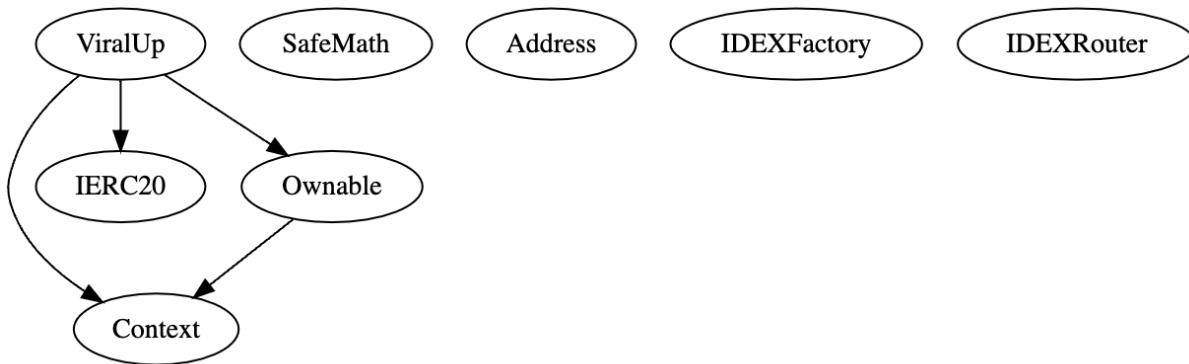 ViralUp SafeMath Address IDEXFactory IDEXRouter
IERC20 Ownable
Context